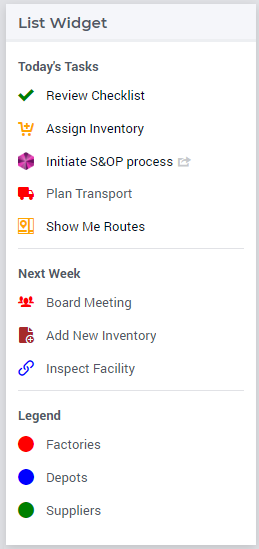 List Widget
Today's Tasks
Review Checklist
Assign Inventory
Initiate S&OP process
Plan Transport
Show Me Routes
Next Week
Board Meeting
Add New Inventory
Inspect Facility
Legend
Factories
Depots
Suppliers